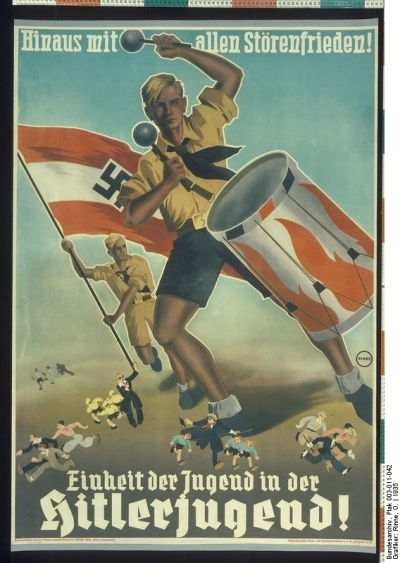 Hinaus mit allen Störenfrieden!
Einheit der Jugend in der
Hitlerjugend!
Bundesarchiv, Plak 003-011-042
Grafiker: Rinne, O. | 1935